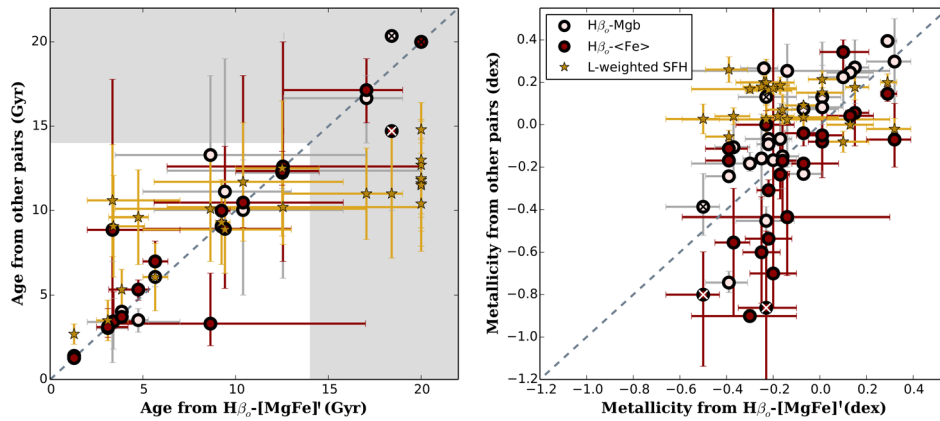 Age from other pairs (Gyr)
20
15
10
5
0
0 5 10 15 20
Age from Hβₒ-[MgFe]' (Gyr)
Metallicity from other pairs (dex)
0.4
0.2
0.0
−0.2
−0.4
−0.6
−0.8
−1.0
−1.2
Hβₒ-Mgb
Hβₒ-<Fe>
L-weighted SFH
−1.2 −1.0 −0.8 −0.6 −0.4 −0.2 0.0 0.2 0.4
Metallicity from Hβₒ-[MgFe]'(dex)